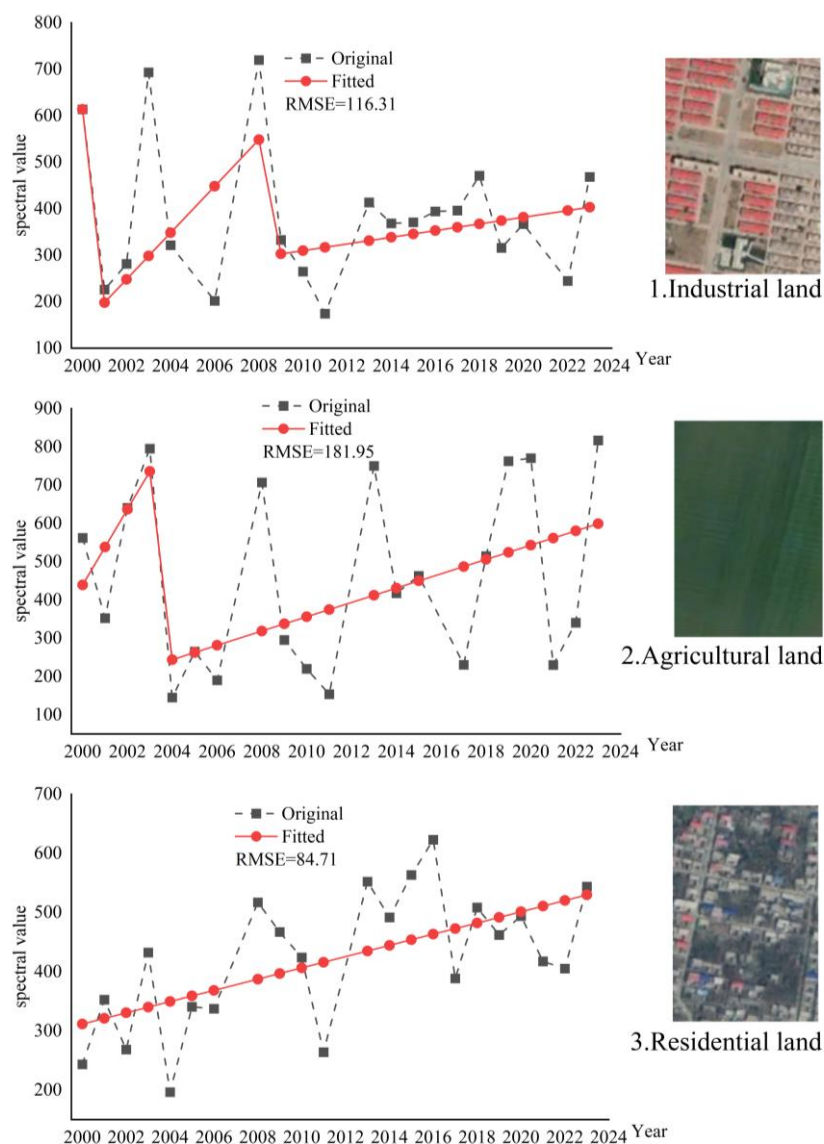 800
700
600
500
400
300
200
100
spectral value
Original
Fitted
RMSE=116.31
2000 2002 2004 2006 2008 2010 2012 2014 2016 2018 2020 2022 2024 Year
1.Industrial land
900
800
700
600
500
400
300
200
100
spectral value
Original
Fitted
RMSE=181.95
2000 2002 2004 2006 2008 2010 2012 2014 2016 2018 2020 2022 2024 Year
2.Agricultural land
700
600
500
400
300
200
spectral value
Original
Fitted
RMSE=84.71
2000 2002 2004 2006 2008 2010 2012 2014 2016 2018 2020 2022 2024 Year
3.Residential land